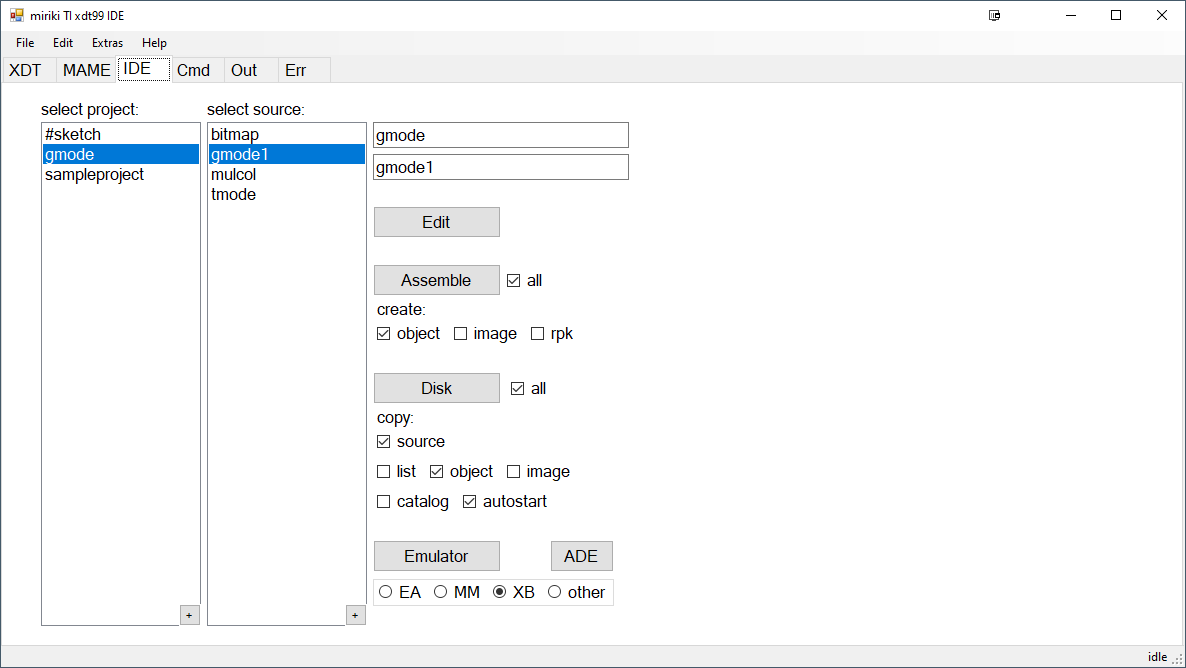 miriki TI xdt99 IDE
File Edit Extras Help
XDT MAME IDE Cmd Out Err
select project: select source:
#sketch bitmap gmode
gmode gmode1 gmode1
sampleproject mulcol
tmode
Edit
Assemble all
create:
object image rpk
Disk all
copy:
source
list object image
catalog autostart
Emulator ADE
EA MM XB other
+ +
idle